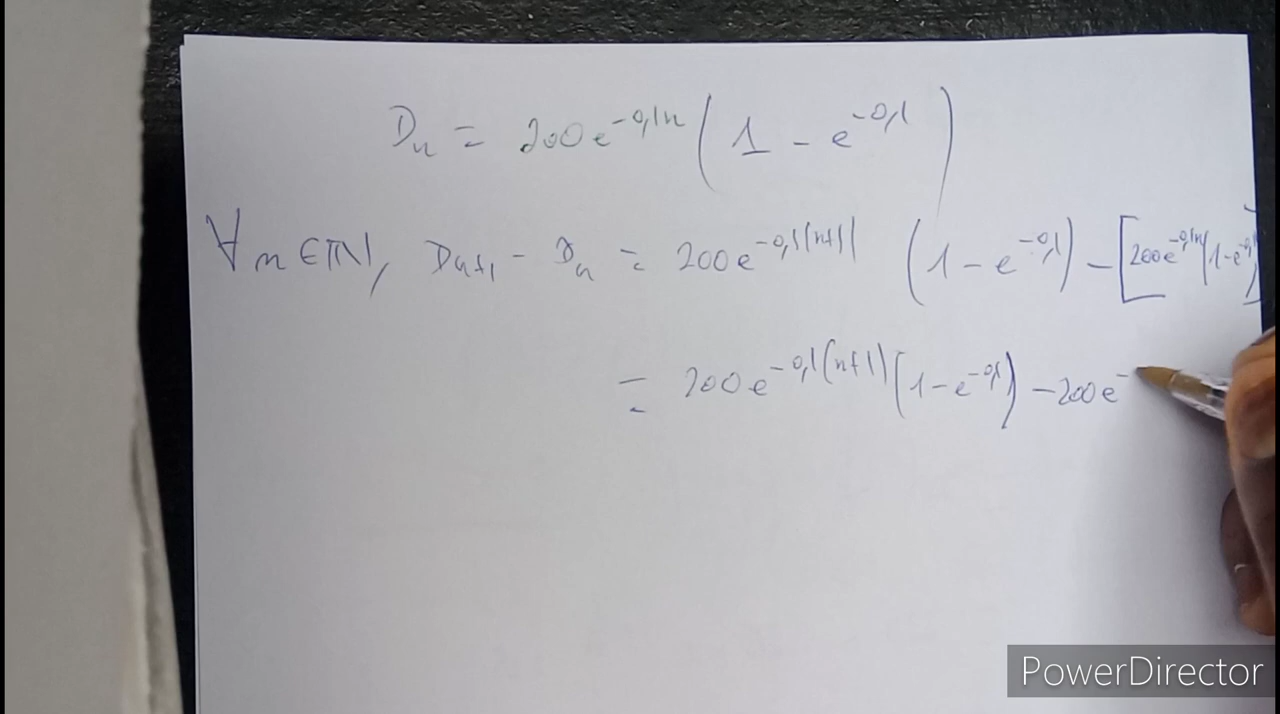 Dₙ = 200e^{-0,1n} (1 - e^{-0,1})
∀n∈ℕ, Dₙ₊₁ - Dₙ = 200e^{-0,1(n+1)} (1 - e^{-0,1}) - [200e^{-0,1n}(1-e^{-0,1})]
= 200e^{-0,1(n+1)} (1 - e^{-0,1}) - 200e^{-
PowerDirector